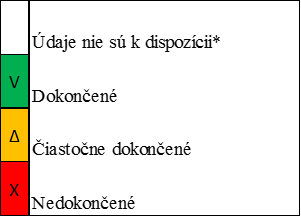 Údaje nie sú k dispozícii*
V Dokončené
Δ Čiastočne dokončené
X Nedokončené